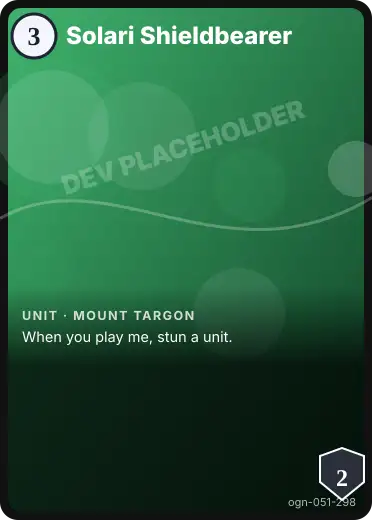 3
Solari Shieldbearer
DEV PLACEHOLDER
UNIT · MOUNT TARGON
When you play me, stun a unit.
2
ogn-051-298